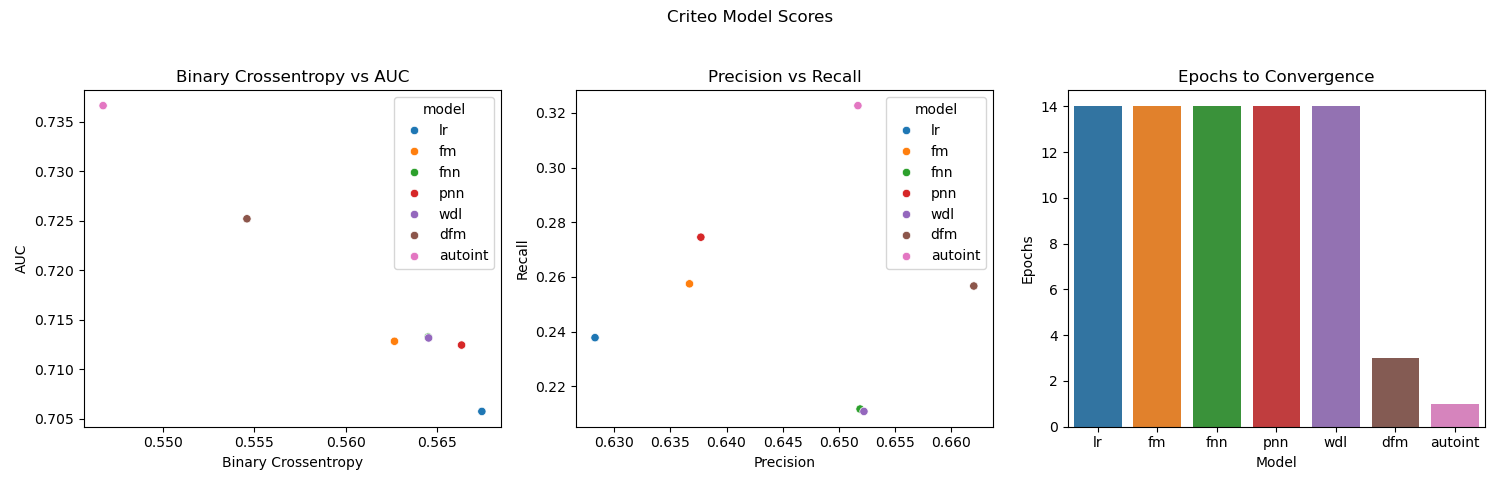 Criteo Model Scores
Binary Crossentropy vs AUC
AUC
0.735
0.730
0.725
0.720
0.715
0.710
0.705
0.550
0.555
0.560
0.565
Binary Crossentropy
model
lr
fm
fnn
pnn
wdl
dfm
autoint
Precision vs Recall
Recall
0.32
0.30
0.28
0.26
0.24
0.22
0.630
0.635
0.640
0.645
0.650
0.655
0.660
Precision
model
lr
fm
fnn
pnn
wdl
dfm
autoint
Epochs to Convergence
Epochs
14
12
10
8
6
4
2
0
lr
fm
fnn
pnn
wdl
dfm
autoint
Model